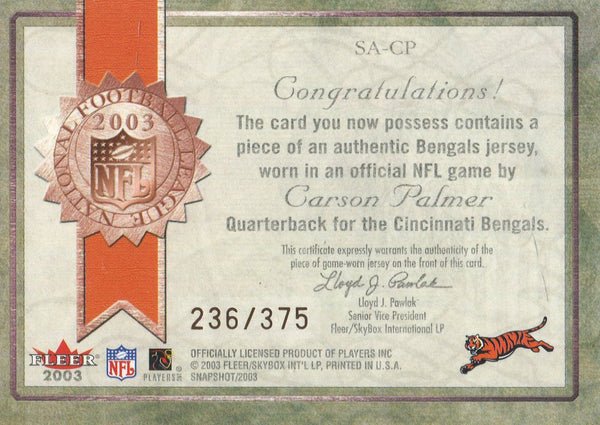 SA-CP
Congratulations!
The card you now possess contains a
piece of an authentic Bengals jersey,
worn in an official NFL game by
Carson Palmer
Quarterback for the Cincinnati Bengals.
This certificate expressly warrants the authenticity of the
piece of game-worn jersey on the front of this card.
Lloyd J. Pawlak
Lloyd J. Pawlak
Senior Vice President
Fleer/SkyBox International LP
236/375
NATIONAL FOOTBALL LEAGUE
2003
NFL
FLEER
2003
NFL
PLAYERS INC
OFFICIALLY LICENSED PRODUCT OF PLAYERS INC
© 2003 FLEER/SKYBOX INT'L LP, PRINTED IN U.S.A.
SNAPSHOT/2003